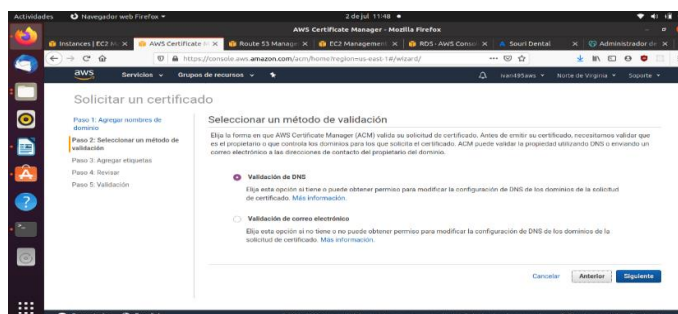 Actividades
Navegador web Firefox
2 de jul 11:48
AWS Certificate Manager - Mozilla Firefox
Instances | EC2 M
AWS Certificate M
Route 53 Manage
EC2 Management
RDS - AWS Consol
Souri Dental
Administrador de
https://console.aws.amazon.com/acm/home?region=us-east-1#/wizard/
aws
Servicios
Grupos de recursos
ivan485aws
Norte de Virginia
Soporte
Solicitar un certificado
Paso 1: Agregar nombres de
dominio
Paso 2: Seleccionar un método de
validación
Paso 3: Agregar etiquetas
Paso 4: Revisar
Paso 5: Validación
Seleccionar un método de validación
Elija la forma en que AWS Certificate Manager (ACM) valida su solicitud de certificado. Antes de emitir su certificado, necesitamos validar que
es el propietario o que controla los dominios para los que solicita el certificado. ACM puede validar la propiedad utilizando DNS o enviando un
correo electrónico a las direcciones de contacto del propietario del dominio.
Validación de DNS
Elija esta opción si tiene o puede obtener permiso para modificar la configuración de DNS de los dominios de la solicitud
de certificado. Más información.
Validación de correo electrónico
Elija esta opción si no tiene o no puede obtener permiso para modificar la configuración de DNS de los dominios de la
solicitud de certificado. Más información.
Cancelar
Anterior
Siguiente